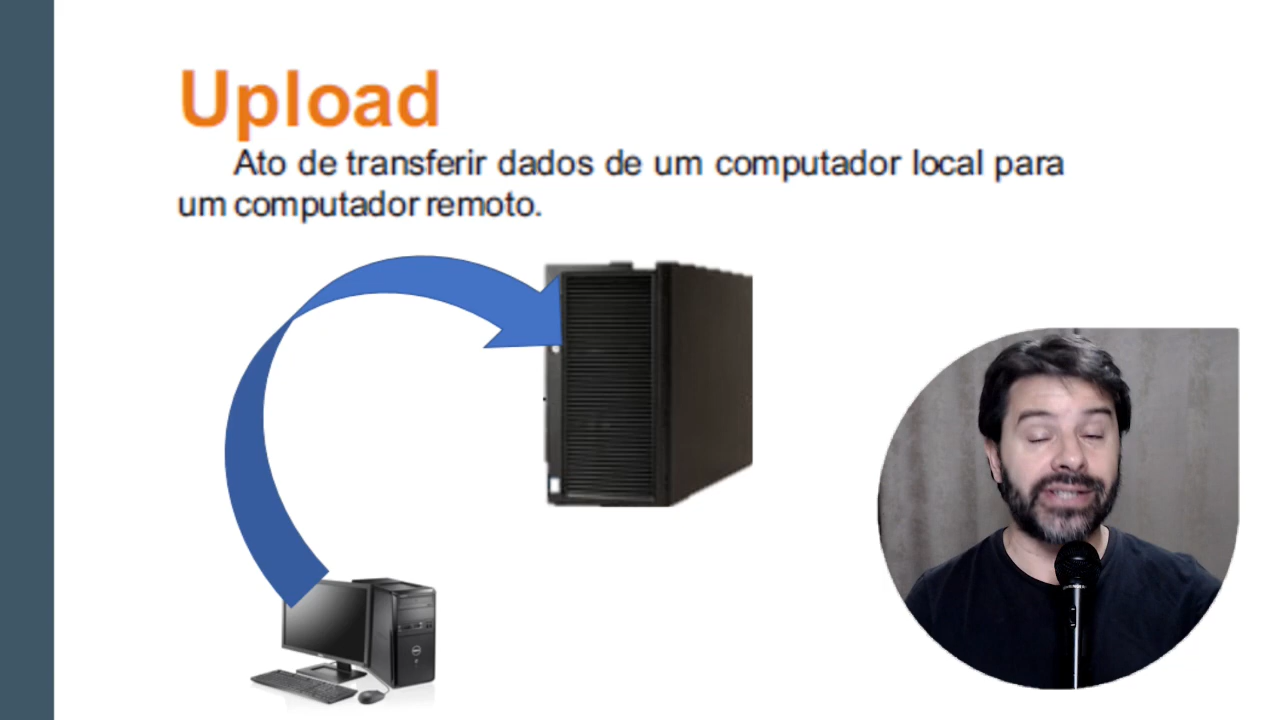 Upload
Ato de transferir dados de um computador local para
um computador remoto.